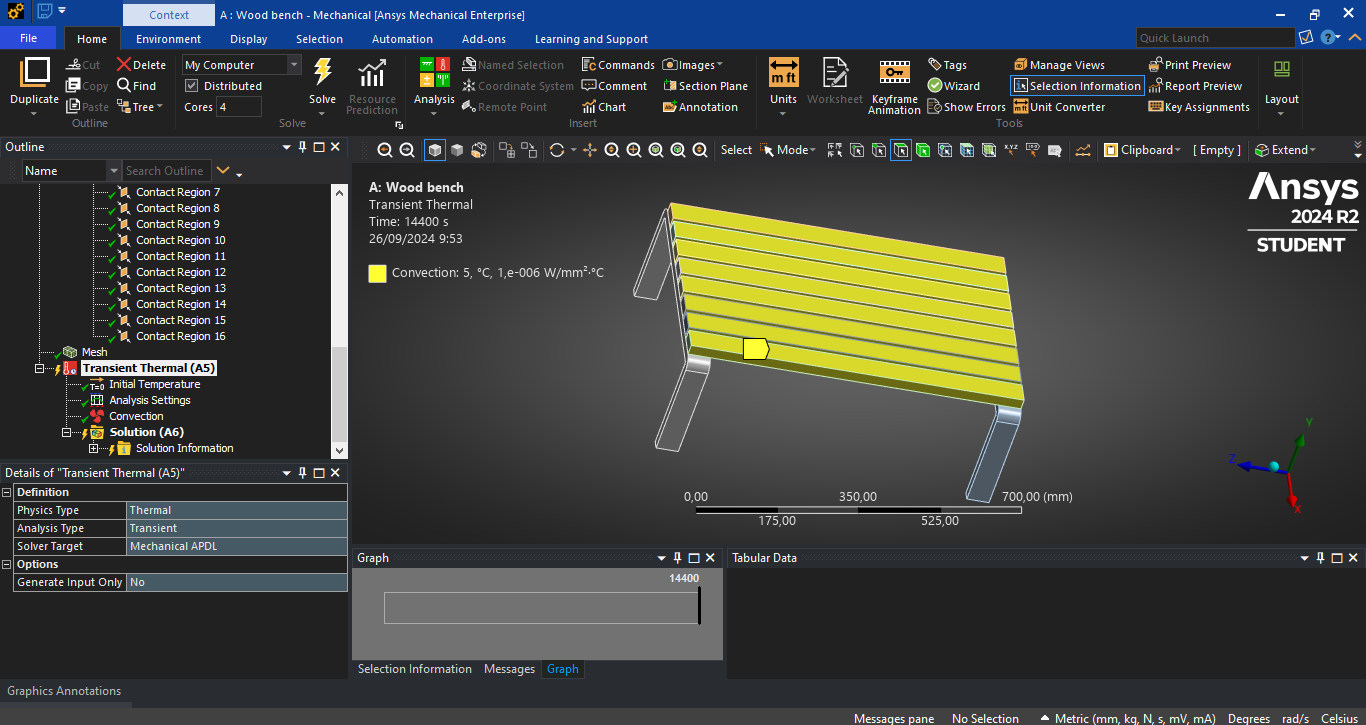 Context
A : Wood bench - Mechanical [Ansys Mechanical Enterprise]
File Home Environment Display Selection Automation Add-ons Learning and Support
Quick Launch
Duplicate
Cut
Copy
Paste
Delete
Find
Tree
Outline
My Computer
Distributed
Cores 4
Solve
Resource Prediction
Solve
Analysis
Named Selection
Coordinate System
Remote Point
Commands
Comment
Chart
Images
Section Plane
Annotation
Insert
Units
Worksheet
Keyframe Animation
Tags
Wizard
Show Errors
Manage Views
Selection Information
Unit Converter
Print Preview
Report Preview
Key Assignments
Tools
Layout
Outline
Name
Search Outline
Select
Mode
Clipboard
[ Empty ]
Extend
Contact Region 7
Contact Region 8
Contact Region 9
Contact Region 10
Contact Region 11
Contact Region 12
Contact Region 13
Contact Region 14
Contact Region 15
Contact Region 16
Mesh
Transient Thermal (A5)
T=0 Initial Temperature
Analysis Settings
Convection
Solution (A6)
Solution Information
Details of "Transient Thermal (A5)"
Definition
Physics Type Thermal
Analysis Type Transient
Solver Target Mechanical APDL
Options
Generate Input Only No
A: Wood bench
Transient Thermal
Time: 14400 s
26/09/2024 9:53
Convection: 5, °C, 1,e-006 W/mm²·°C
Ansys
2024 R2
STUDENT
Y
Z
X
0,00 350,00 700,00 (mm)
175,00 525,00
Graph
14400
Selection Information Messages Graph
Tabular Data
Graphics Annotations
Messages pane No Selection Metric (mm, kg, N, s, mV, mA) Degrees rad/s Celsius